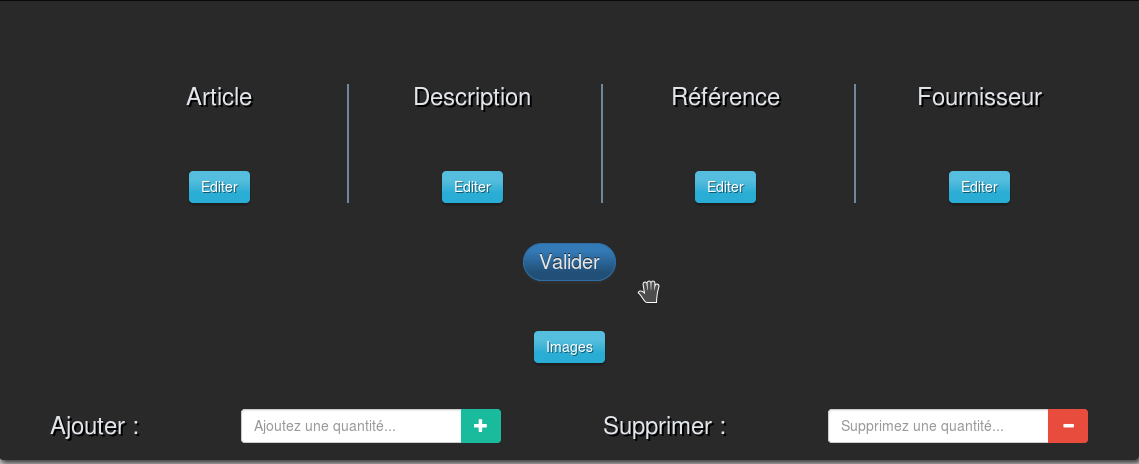 Article Description Référence Fournisseur
Editer Editer Editer Editer
Valider
Images
Ajouter : Ajoutez une quantité... Supprimer : Supprimez une quantité...